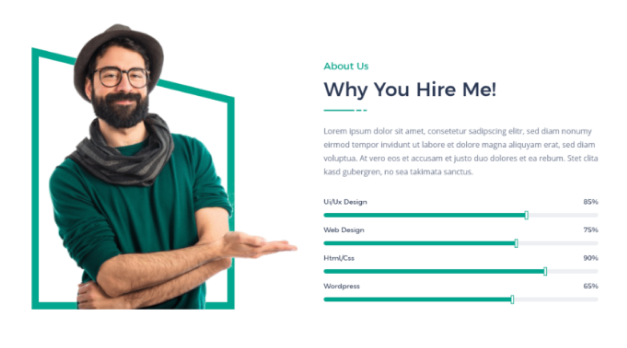 About Us
Why You Hire Me!
Lorem ipsum dolor sit amet, consetetur sadipscing elitr, sed diam nonumy
eirmod tempor invidunt ut labore et dolore magna aliquyam erat, sed diam
voluptua. At vero eos et accusam et justo duo dolores et ea rebum. Stet clita
kasd gubergren, no sea takimata sanctus.
Ui/Ux Design 85%
Web Design 75%
Html/Css 90%
Wordpress 65%